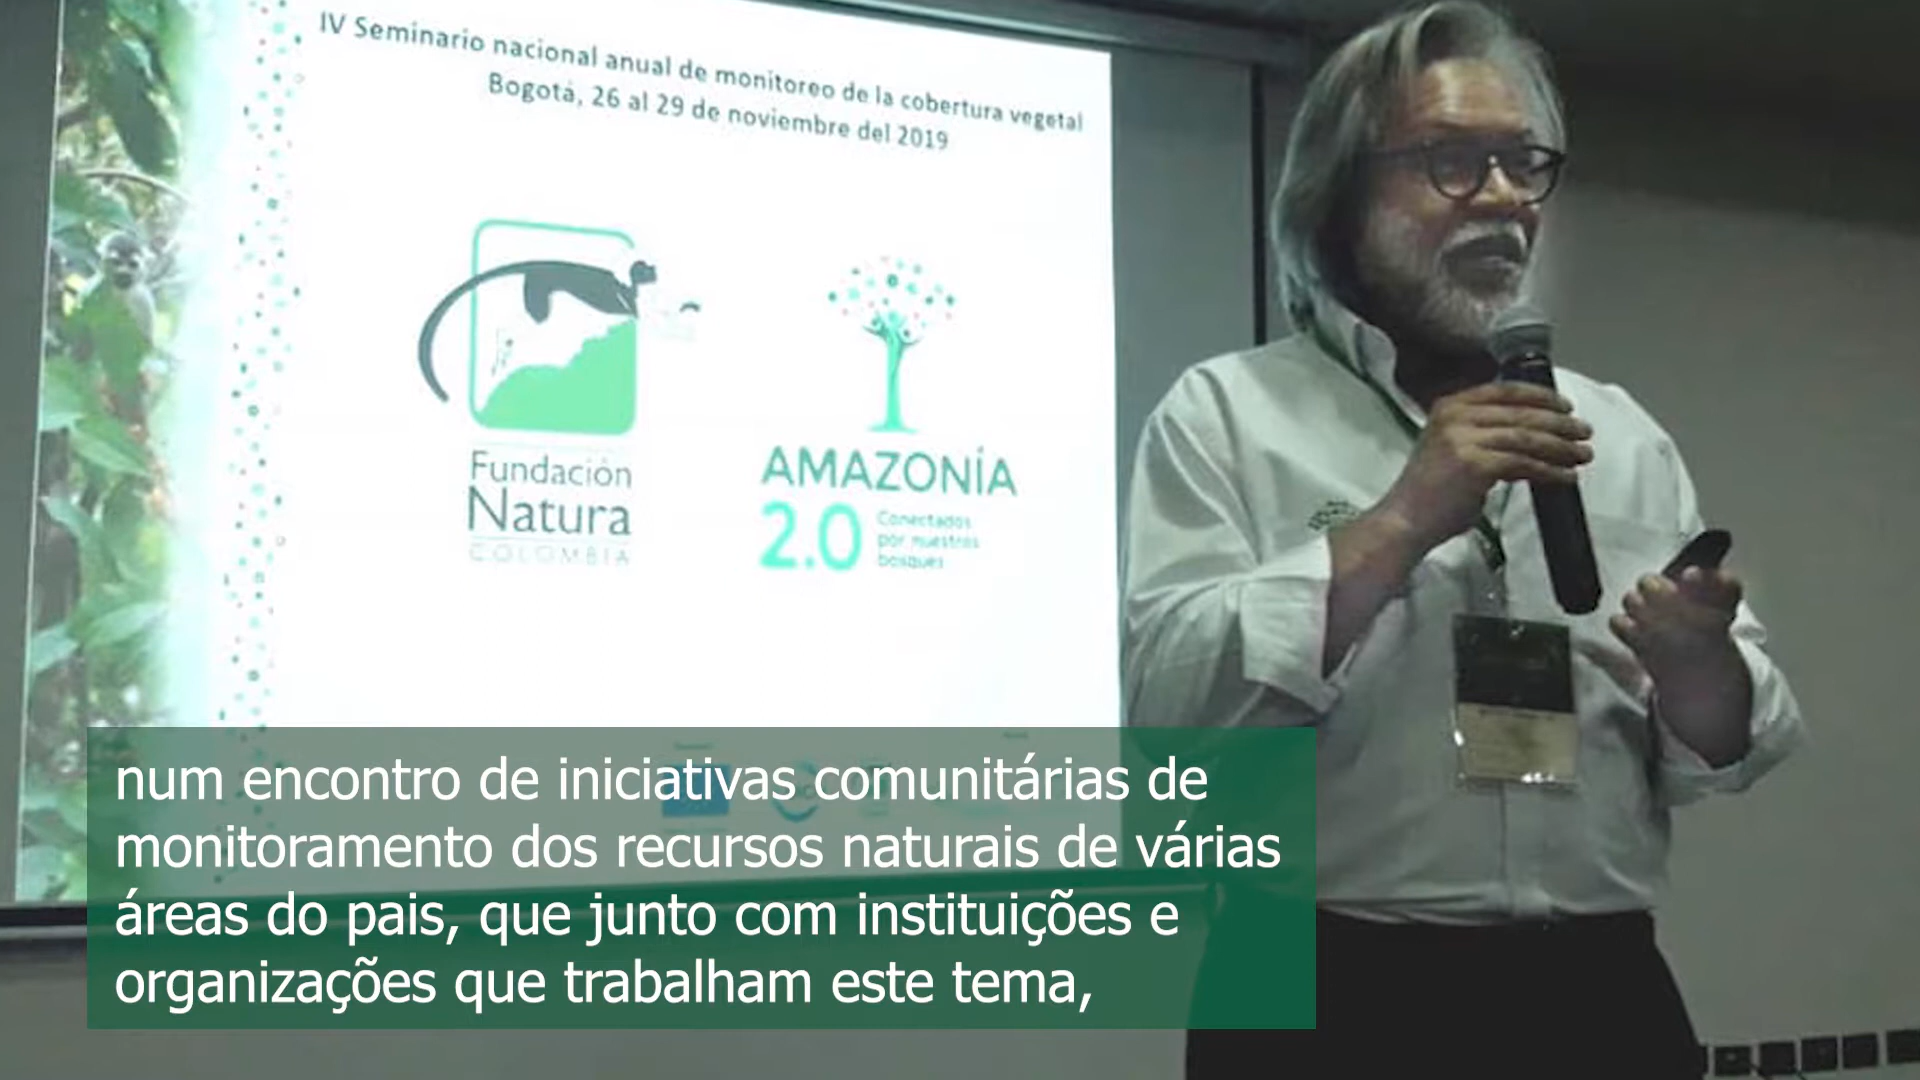 IV Seminario nacional anual de monitoreo de la cobertura vegetal
Bogotá, 26 al 29 de noviembre del 2019
Fundación
Natura
COLOMBIA
AMAZONÍA
2.0
Conectados
por nuestros
bosques
num encontro de iniciativas comunitárias de
monitoramento dos recursos naturais de várias
áreas do pais, que junto com instituições e
organizações que trabalham este tema,